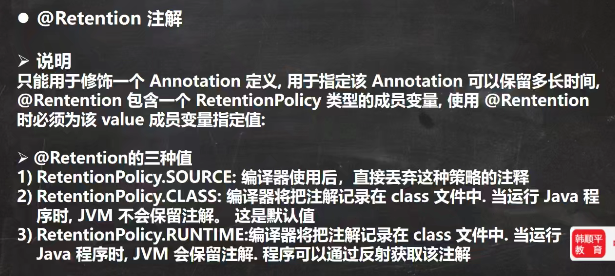 ● @Retention 注解
➢ 说明
只能用于修饰一个 Annotation 定义, 用于指定该 Annotation 可以保留多长时间,
@Rentention 包含一个 RetentionPolicy 类型的成员变量, 使用 @Rentention
时必须为该 value 成员变量指定值:
➢ @Retention的三种值
1) RetentionPolicy.SOURCE: 编译器使用后，直接丢弃这种策略的注释
2) RetentionPolicy.CLASS: 编译器将把注解记录在 class 文件中. 当运行 Java 程
序时, JVM 不会保留注解。 这是默认值
3) RetentionPolicy.RUNTIME:编译器将把注解记录在 class 文件中. 当运行
Java 程序时, JVM 会保留注解. 程序可以通过反射获取该注解
韩顺平
教育